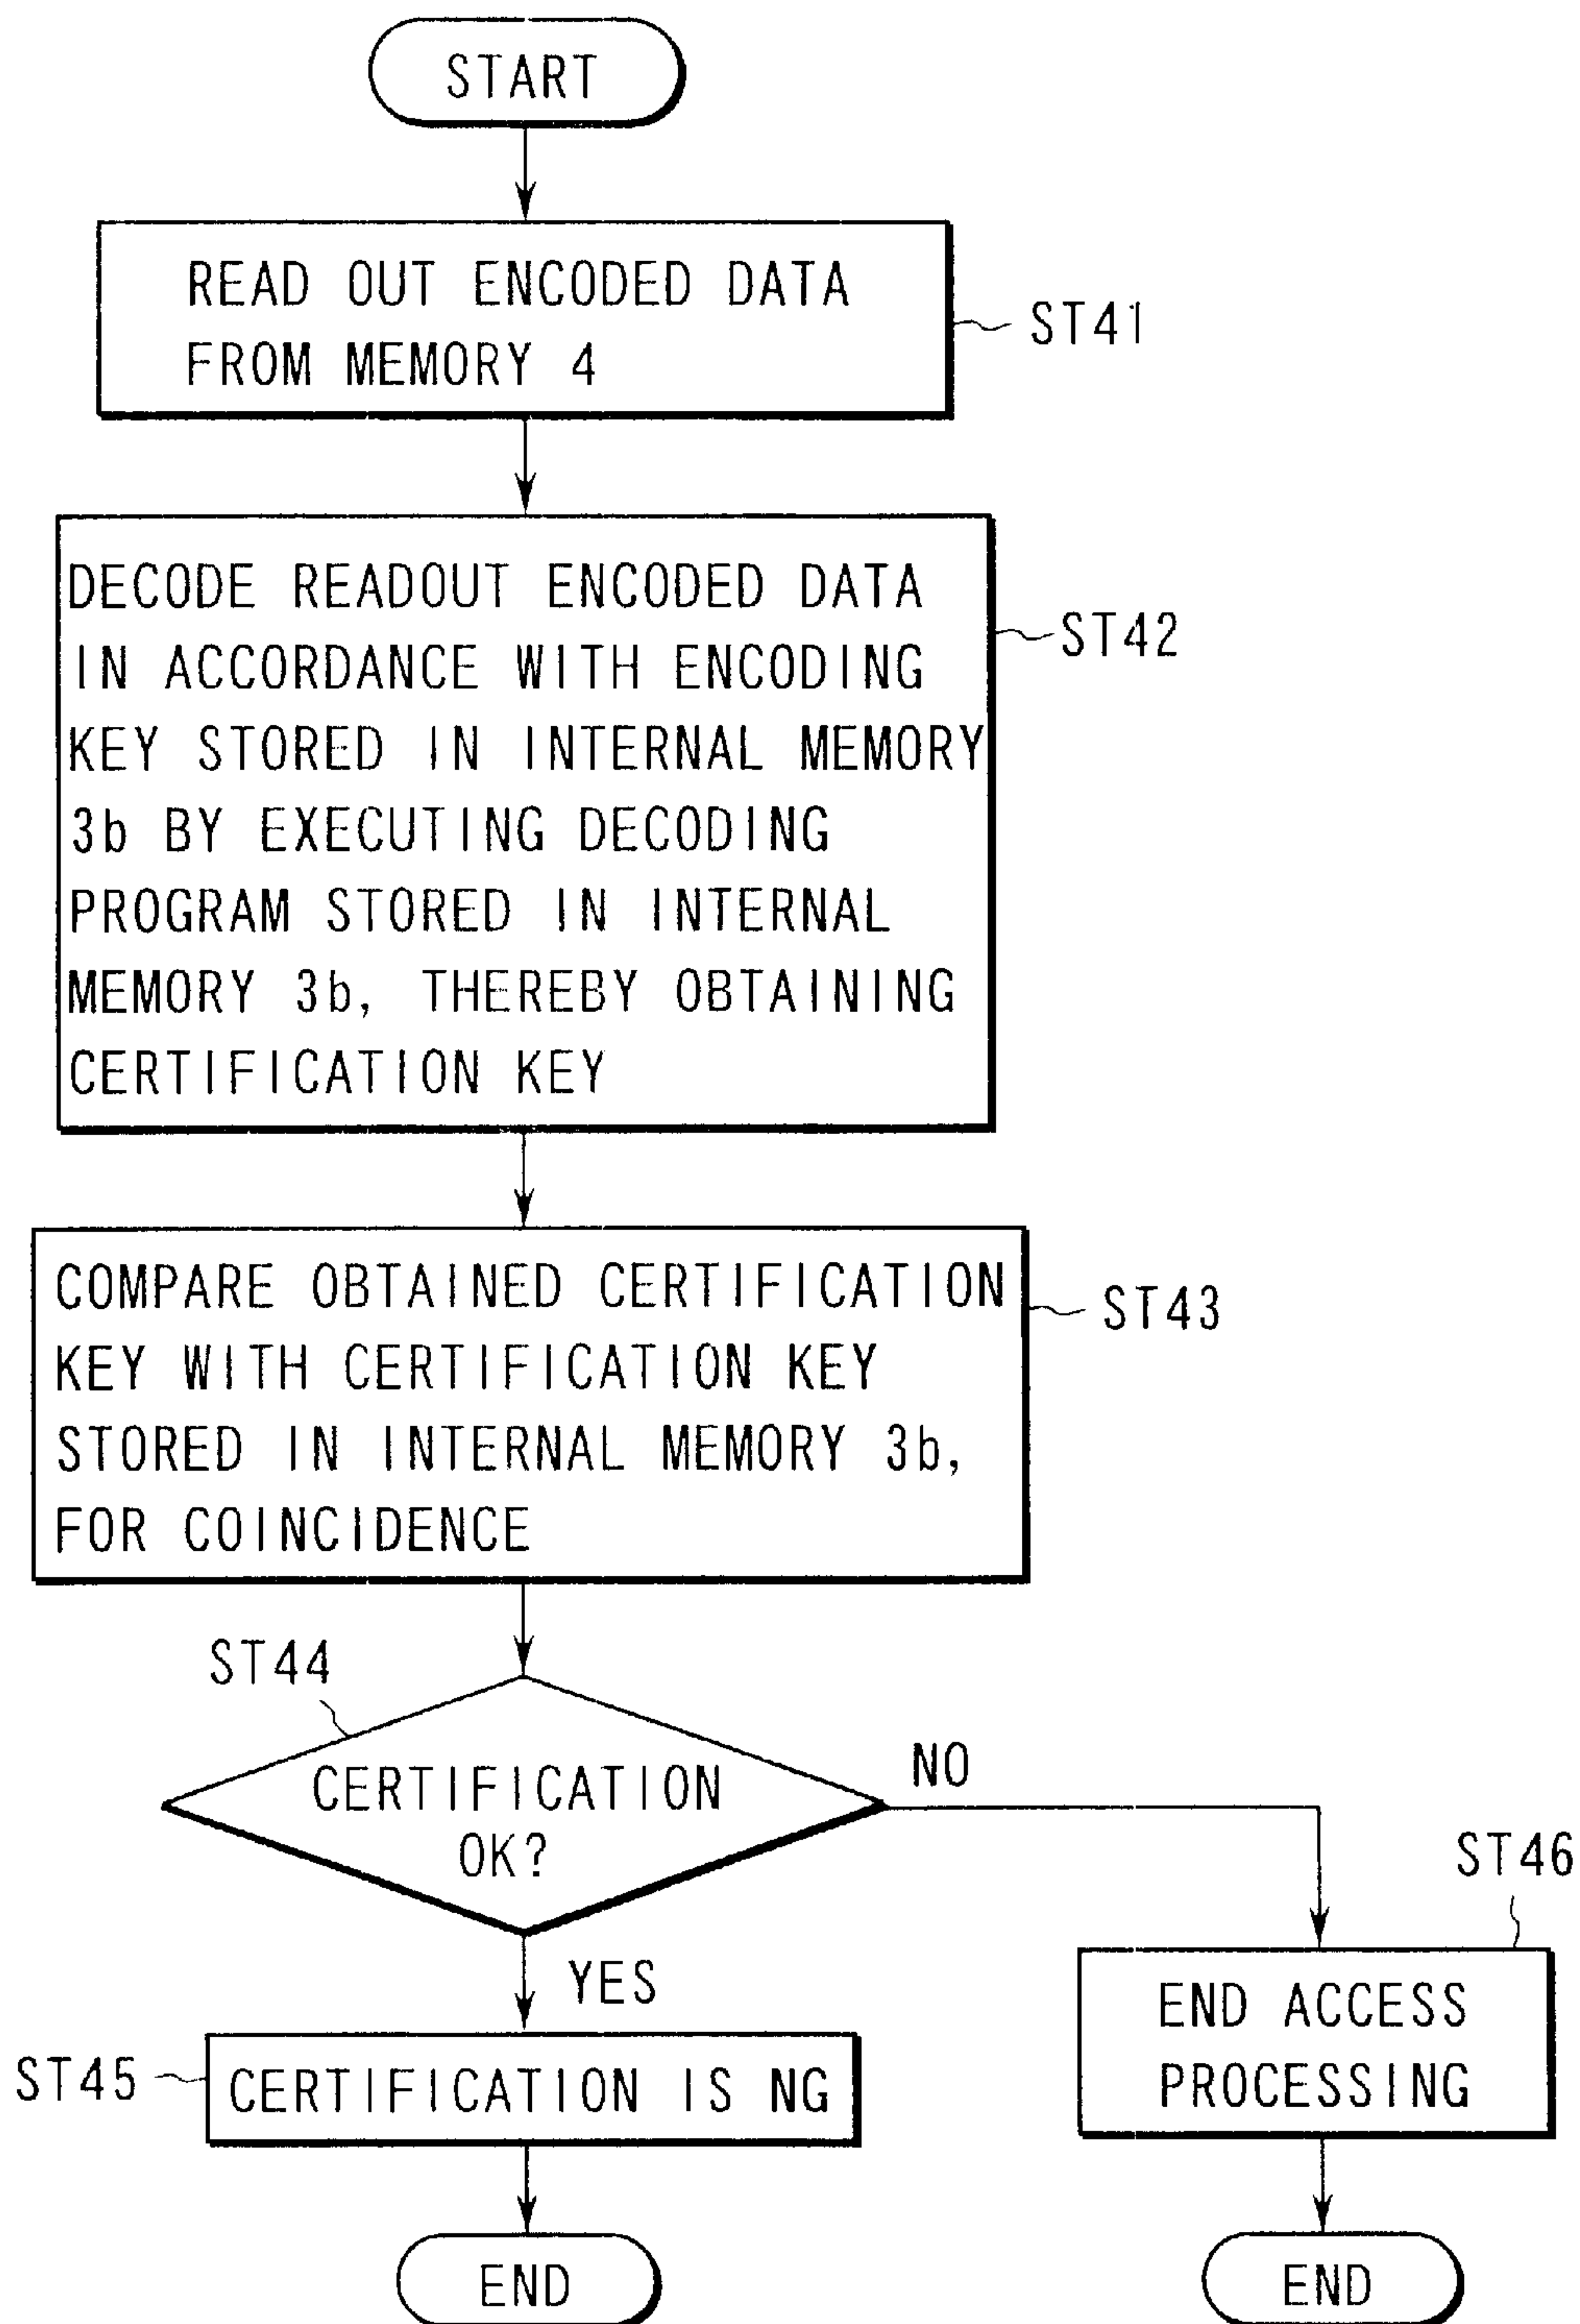 START
READ OUT ENCODED DATA
FROM MEMORY 4
ST41
DECODE READOUT ENCODED DATA
IN ACCORDANCE WITH ENCODING
KEY STORED IN INTERNAL MEMORY
3b BY EXECUTING DECODING
PROGRAM STORED IN INTERNAL
MEMORY 3b, THEREBY OBTAINING
CERTIFICATION KEY
ST42
COMPARE OBTAINED CERTIFICATION
KEY WITH CERTIFICATION KEY
STORED IN INTERNAL MEMORY 3b,
FOR COINCIDENCE
ST43
ST44
CERTIFICATION
OK?
NO
YES
ST45
CERTIFICATION IS NG
END
ST46
END ACCESS
PROCESSING
END